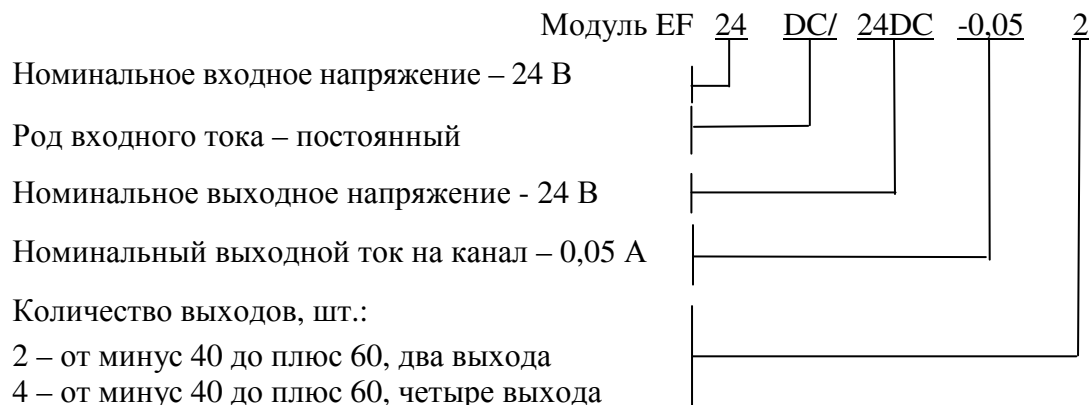 Модуль EF 24 DC/ 24DC -0,05 2
Номинальное входное напряжение – 24 В
Род входного тока – постоянный
Номинальное выходное напряжение - 24 В
Номинальный выходной ток на канал – 0,05 А
Количество выходов, шт.:
2 – от минус 40 до плюс 60, два выхода
4 – от минус 40 до плюс 60, четыре выхода